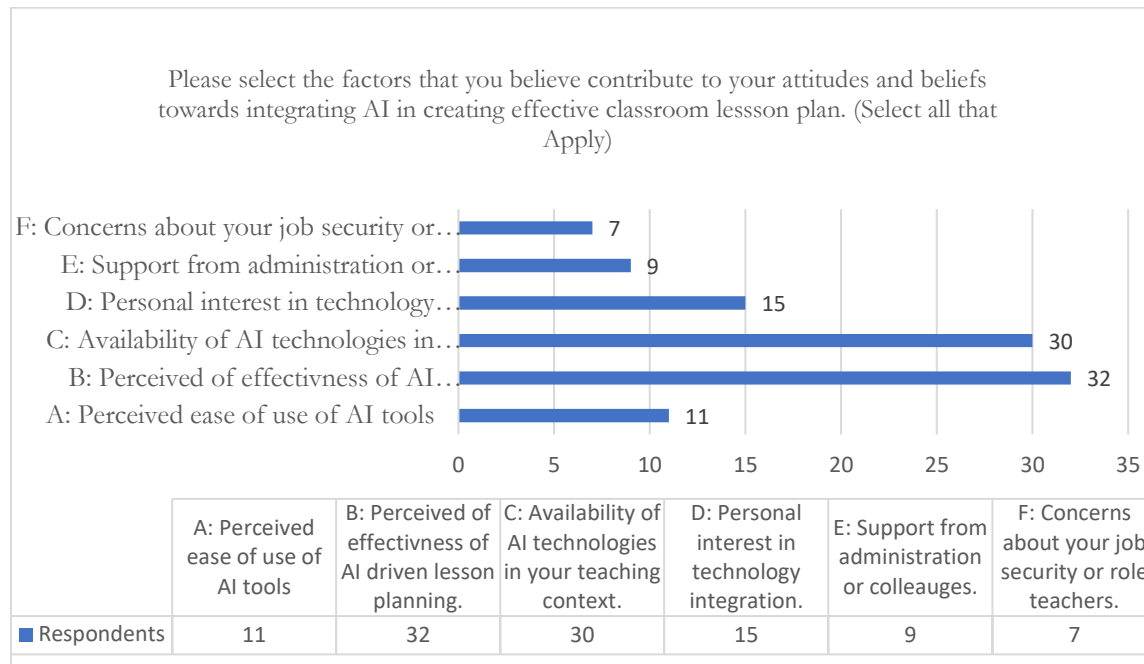 Please select the factors that you believe contribute to your attitudes and beliefs
towards integrating AI in creating effective classroom lessson plan. (Select all that
Apply)
F: Concerns about your job security or… 7
E: Support from administration or… 9
D: Personal interest in technology… 15
C: Availability of AI technologies in… 30
B: Perceived of effectivness of AI… 32
A: Perceived ease of use of AI tools 11
0 5 10 15 20 25 30 35
A: Perceived
ease of use of
AI tools
B: Perceived of
effectivness of
AI driven lesson
planning.
C: Availability of
AI technologies
in your teaching
context.
D: Personal
interest in
technology
integration.
E: Support from
administration
or colleauges.
F: Concerns
about your job
security or role
teachers.
Respondents 11 32 30 15 9 7